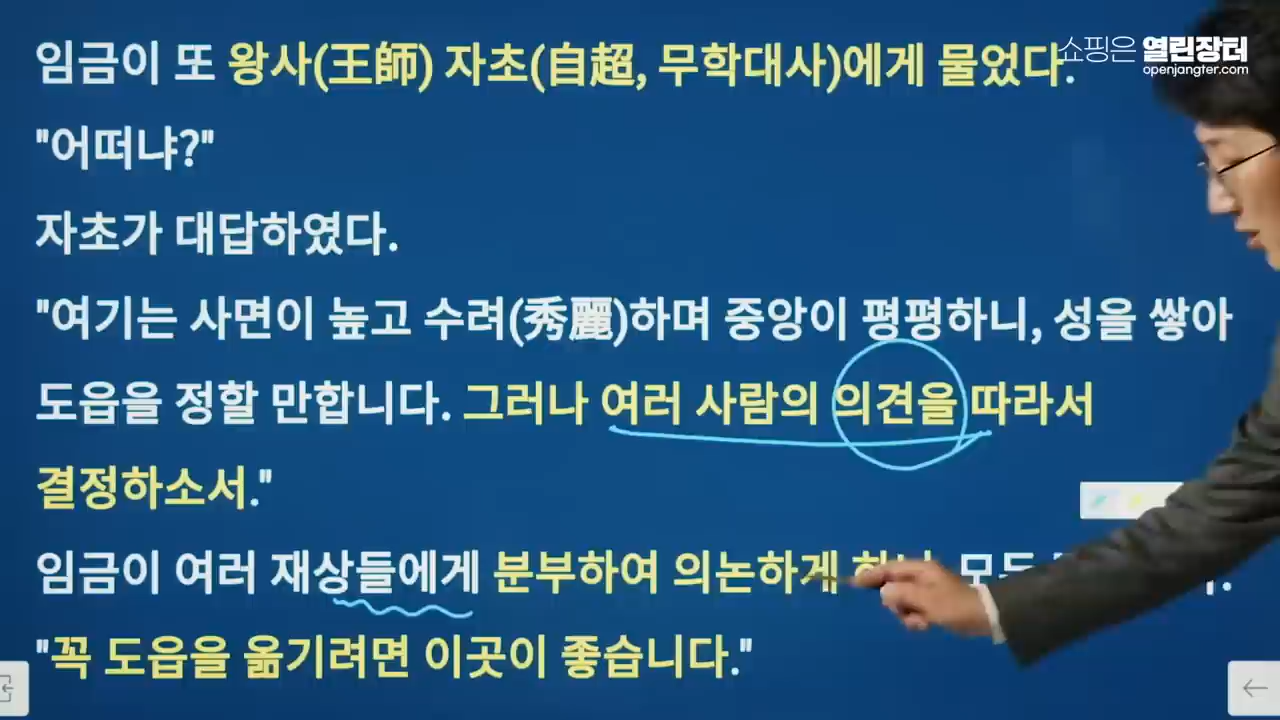 임금이 또 왕사(王師) 자초(自超, 무학대사)에게 물었다.
쇼핑은 열린장터
openjangter.com
"어떠냐?"
자초가 대답하였다.
"여기는 사면이 높고 수려(秀麗)하며 중앙이 평평하니, 성을 쌓아
도읍을 정할 만합니다. 그러나 여러 사람의 의견을 따라서
결정하소서."
임금이 여러 재상들에게 분부하여 의논하게
"꼭 도읍을 옮기려면 이곳이 좋습니다."